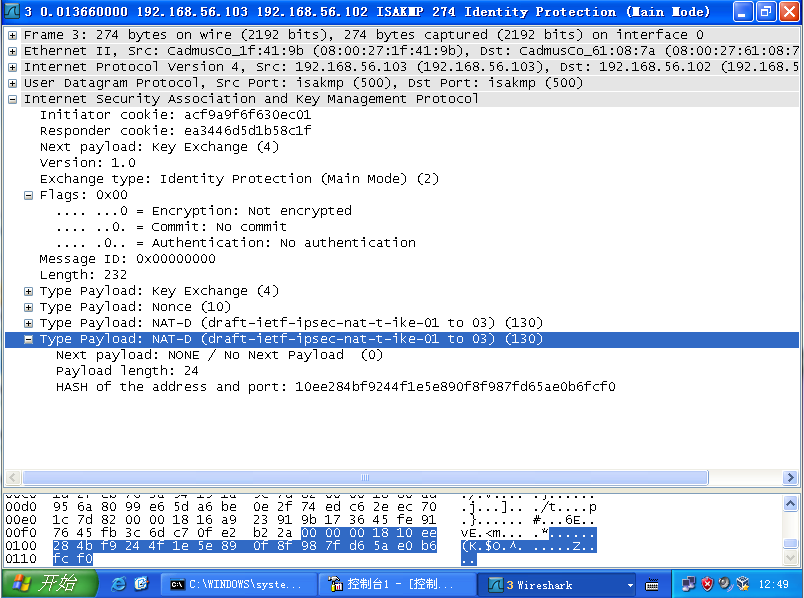 3 0.013660000 192.168.56.103 192.168.56.102 ISAKMP 274 Identity Protection (Main Mode)
Frame 3: 274 bytes on wire (2192 bits), 274 bytes captured (2192 bits) on interface 0
Ethernet II, Src: CadmusCo_1f:41:9b (08:00:27:1f:41:9b), Dst: CadmusCo_61:08:7a (08:00:27:61:08:7
Internet Protocol Version 4, Src: 192.168.56.103 (192.168.56.103), Dst: 192.168.56.102 (192.168.5
User Datagram Protocol, Src Port: isakmp (500), Dst Port: isakmp (500)
Internet Security Association and Key Management Protocol
Initiator cookie: acf9a9f6f630ec01
Responder cookie: ea3446d5d1b58c1f
Next payload: Key Exchange (4)
Version: 1.0
Exchange type: Identity Protection (Main Mode) (2)
Flags: 0x00
.... ...0 = Encryption: Not encrypted
.... ..0. = Commit: No commit
.... .0.. = Authentication: No authentication
Message ID: 0x00000000
Length: 232
Type Payload: Key Exchange (4)
Type Payload: Nonce (10)
Type Payload: NAT-D (draft-ietf-ipsec-nat-t-ike-01 to 03) (130)
Type Payload: NAT-D (draft-ietf-ipsec-nat-t-ike-01 to 03) (130)
Next payload: NONE / No Next Payload  (0)
Payload length: 24
HASH of the address and port: 10ee284bf9244f1e5e890f8f987fd65ae0b6fcf0
00d0 95 6a 80 99 e6 5d a6 be 0e 2f 74 ed c6 2e ec 70 .j...].. ./t....p
00e0 1c 7d 82 00 00 18 16 a9 23 91 9b 17 36 45 fe 91 .}...... #...6E..
00f0 76 45 fb 3c 6d c7 0f e2 b2 2a 00 00 00 18 10 ee vE.<m... .*......
0100 28 4b f9 24 4f 1e 5e 89 0f 8f 98 7f d6 5a e0 b6 (K.$O.^. .....Z..
0110 fc f0 ..
开始 C:\WINDOWS\syste... 控制台1 - [控制... 3 Wireshark 12:49